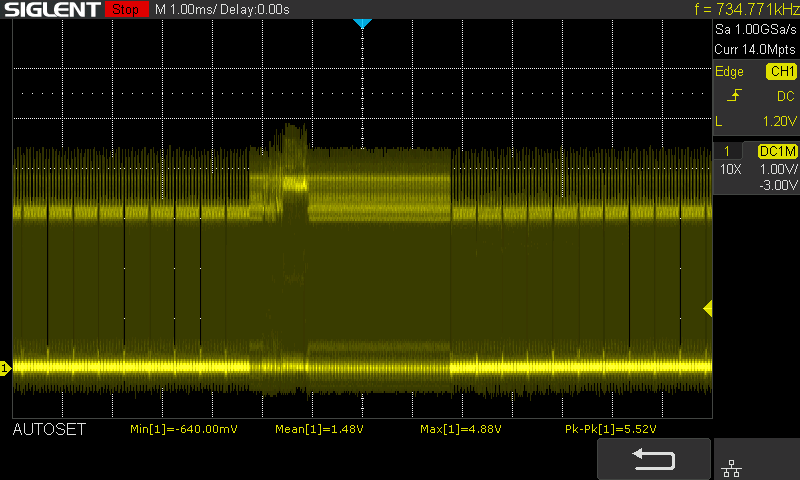 SIGLENT Stop M 1.00ms/ Delay:0.00s f = 734.771kHz
Sa 1.00GSa/s
Curr 14.0Mpts
Edge CH1
DC
L 1.20V
1 DC1M
10X 1.00V/
-3.00V
1
AUTOSET Min[1]=-640.00mV Mean[1]=1.48V Max[1]=4.88V Pk-Pk[1]=5.52V